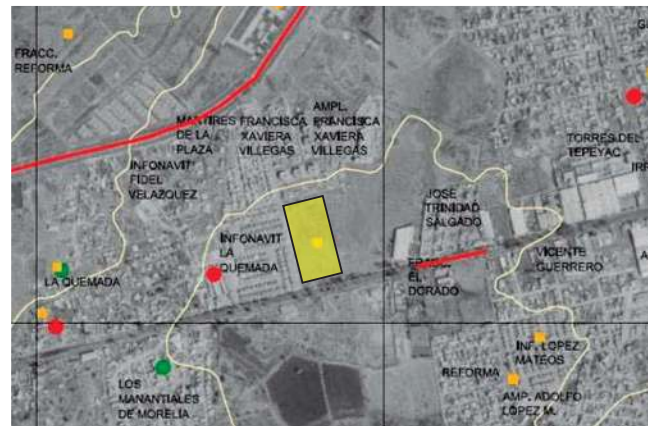 FRACC.
REFORMA
MARTIRES
DE LA
PLAZA
FRANCISCA
XAVIERA
VILLEGAS
AMPL.
FRANCISCA
XAVIERA
VILLEGAS
INFONAVIT
FIDEL
VELAZQUEZ
TORRES DEL
TEPEYAC
JOSE
TRINIDAD
SALGADO
INFONAVIT
LA
QUEMADA
VICENTE
GUERRERO
FRACC.
EL
DORADO
LA QUEMADA
INF. LOPEZ
MATEOS
REFORMA
AMP. ADOLFO
LOPEZ M.
LOS
MANANTIALES
DE MORELIA